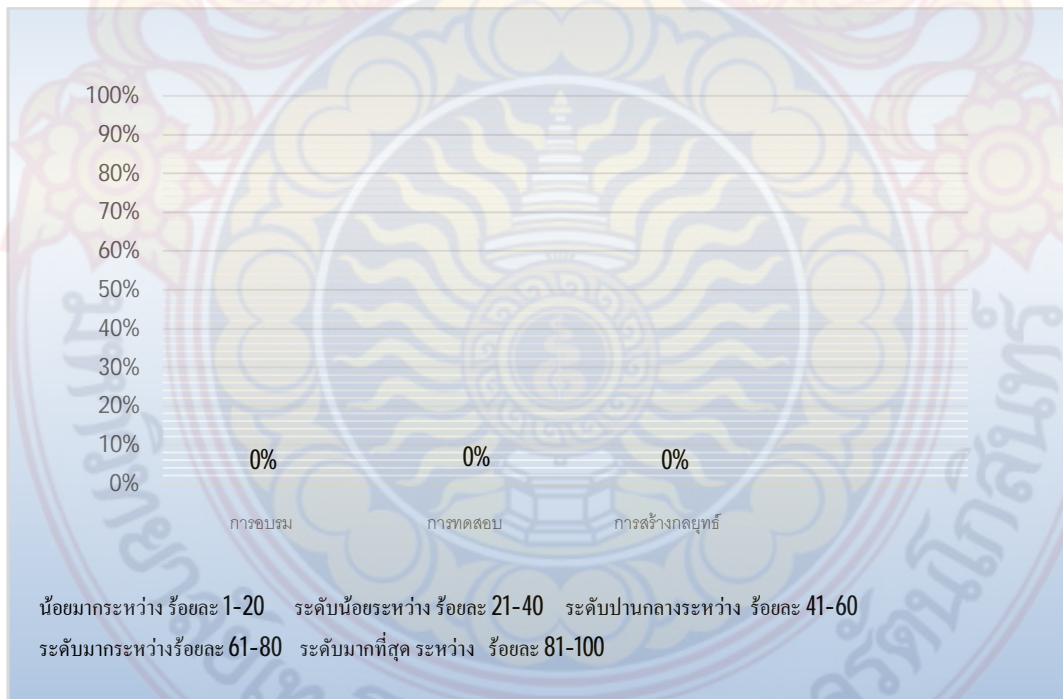 100%
90%
80%
70%
60%
50%
40%
30%
20%
10%
0%
0% 0% 0%
การอบรม การทดสอบ การสร้างกลยุทธ์
น้อยมากระหว่าง ร้อยละ 1-20 ระดับน้อยระหว่าง ร้อยละ 21-40 ระดับปานกลางระหว่าง ร้อยละ 41-60
ระดับมากระหว่างร้อยละ 61-80 ระดับมากที่สุด ระหว่าง ร้อยละ 81-100